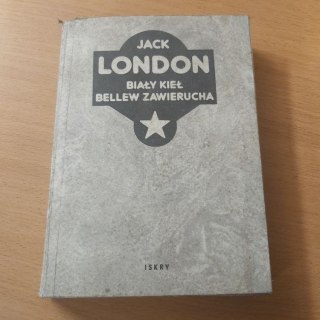 JACK
LONDON
BIAŁY KIEŁ
BELLEW ZAWIERUCHA
ISKRY